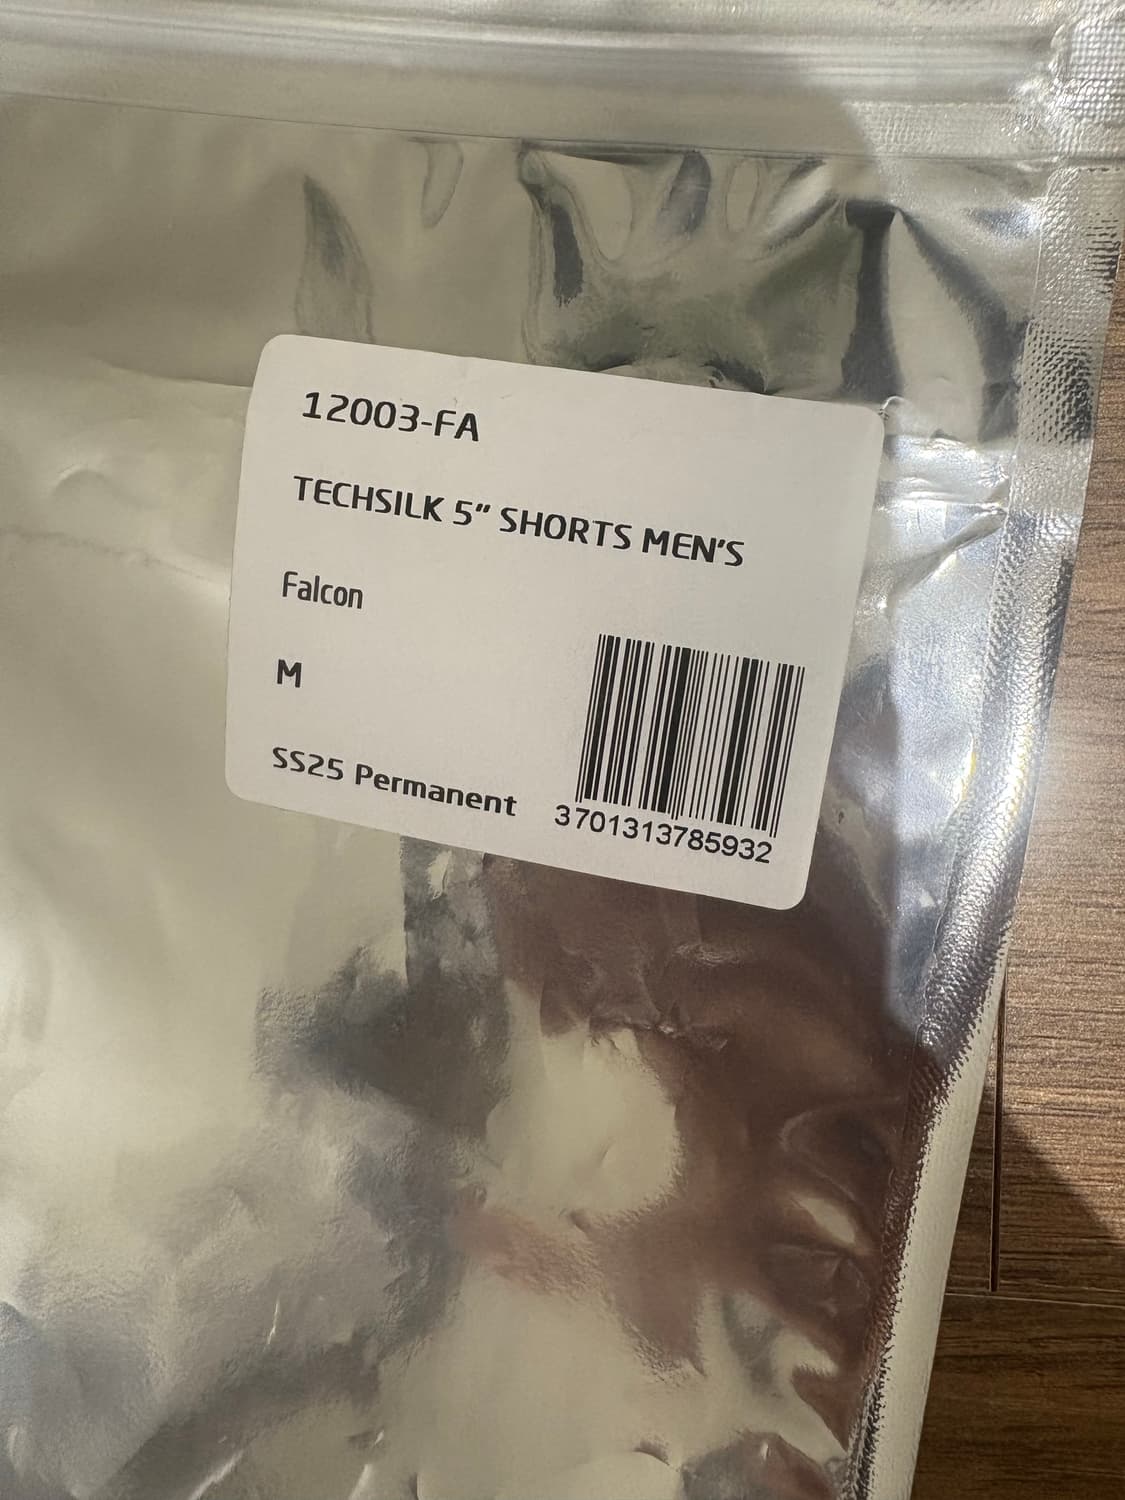 12003-FA
TECHSILK 5” SHORTS MEN’S
Falcon
M
SS25 Permanent
3701313785932